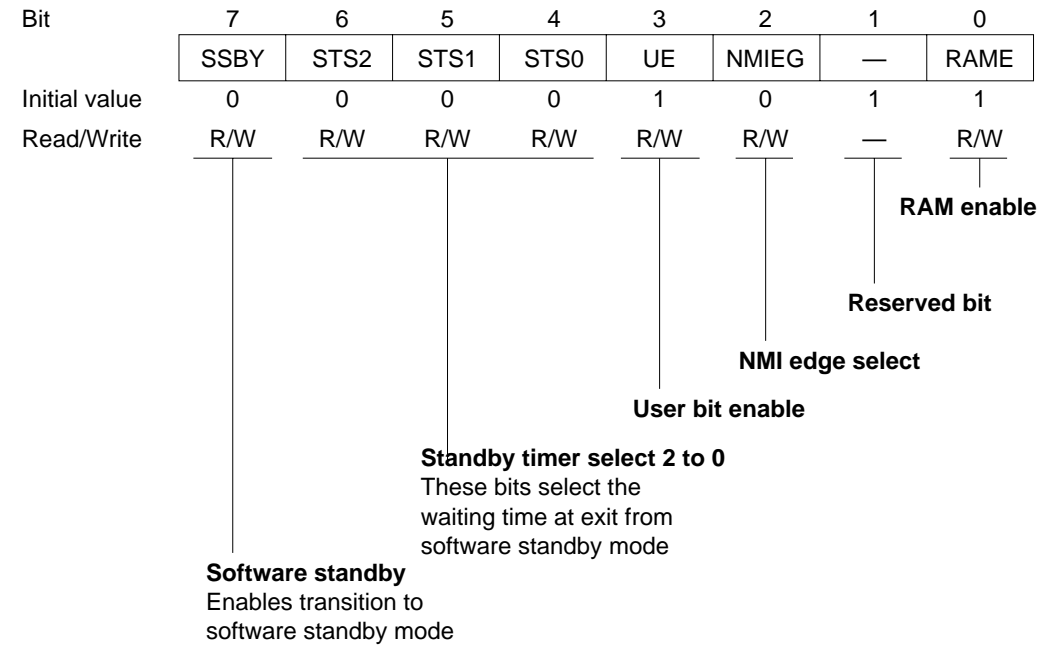 Bit 7 6 5 4 3 2 1 0
SSBY STS2 STS1 STS0 UE NMIEG — RAME
Initial value 0 0 0 0 1 0 1 1
Read/Write R/W R/W R/W R/W R/W R/W — R/W
RAM enable
Reserved bit
NMI edge select
User bit enable
Standby timer select 2 to 0
These bits select the
waiting time at exit from
software standby mode
Software standby
Enables transition to
software standby mode